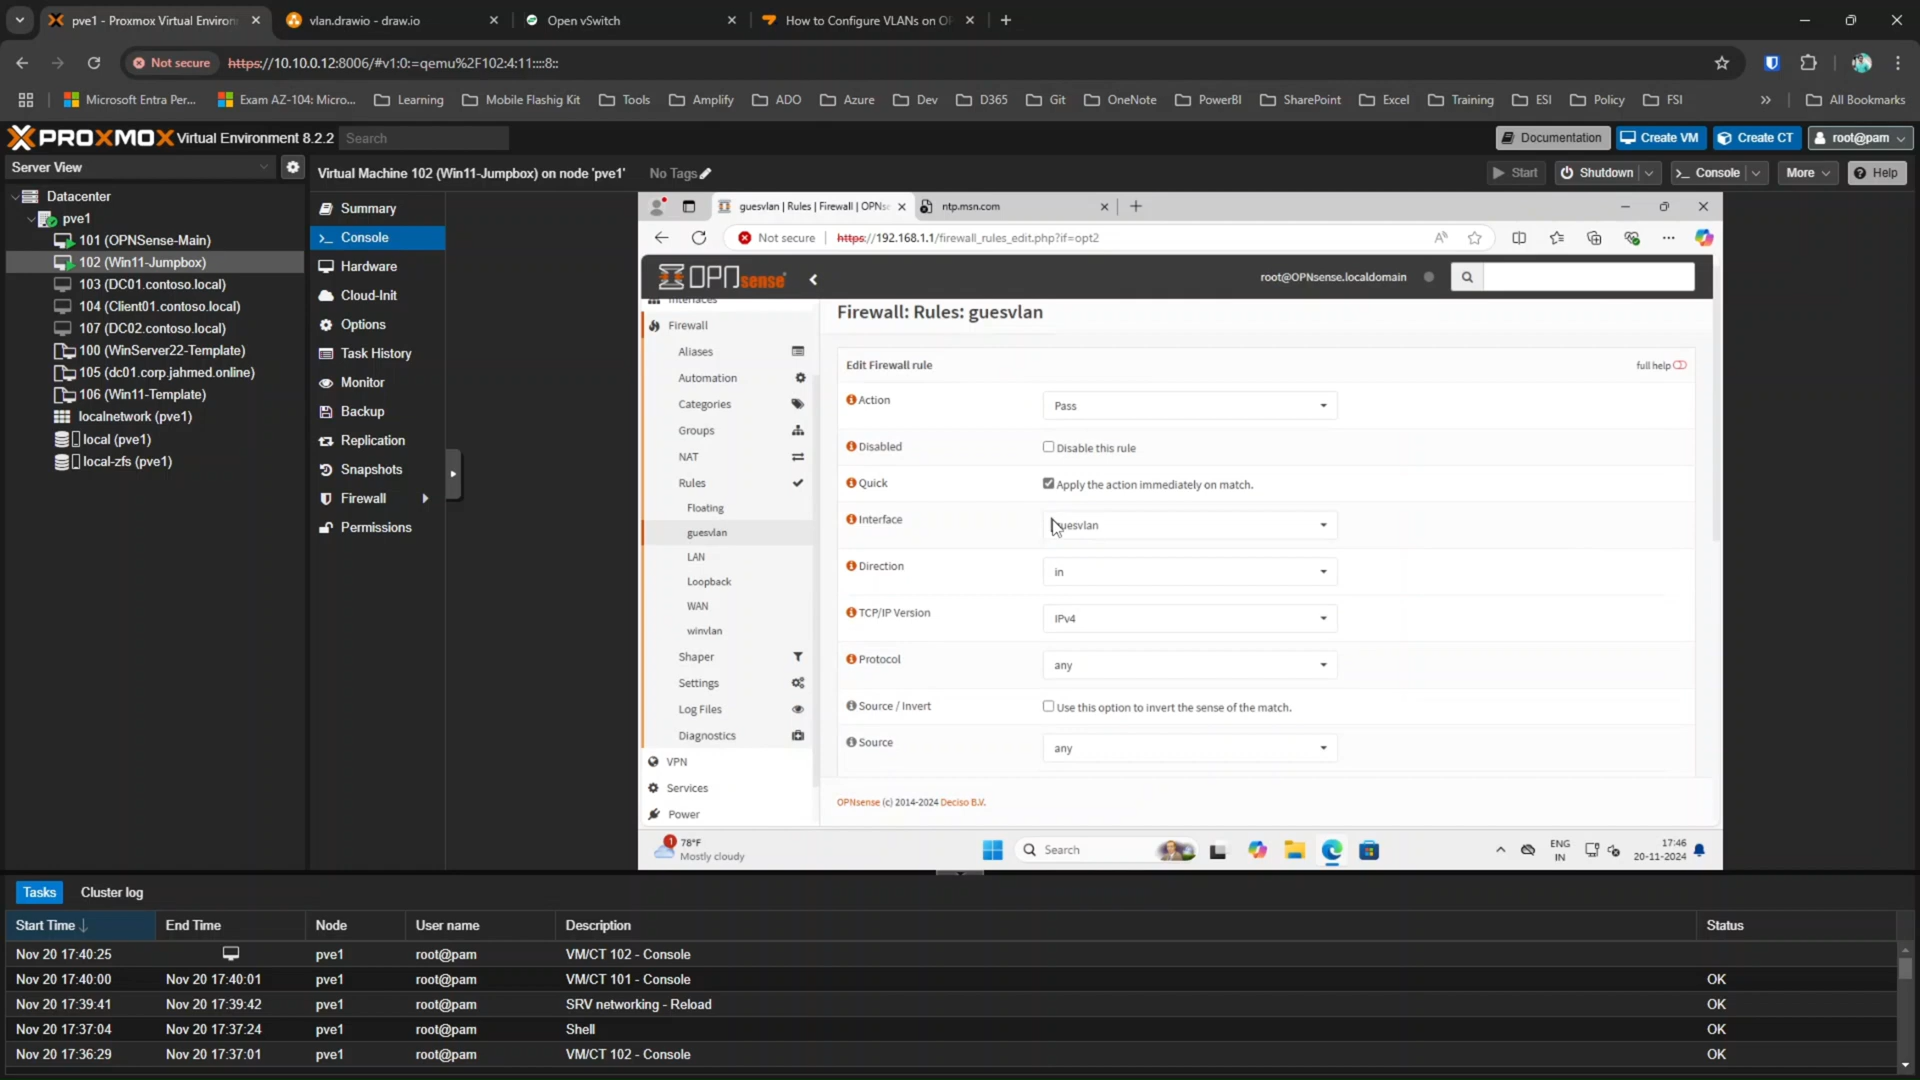 pve1 - Proxmox Virtual Environ
vlan.drawio - draw.io
Open vSwitch
How to Configure VLANs on OP
Not secure
https://10.10.0.12:8006/#v1:0:=qemu%2F102:4:11::::8::
Microsoft Entra Per...
Exam AZ-104: Micro...
Learning
Mobile Flashig Kit
Tools
Amplify
ADO
Azure
Dev
D365
Git
OneNote
PowerBI
SharePoint
Excel
Training
ESI
Policy
FSI
All Bookmarks
PROXMOX Virtual Environment 8.2.2
Search
Documentation
Create VM
Create CT
root@pam
Server View
Virtual Machine 102 (Win11-Jumpbox) on node 'pve1'
No Tags
Start
Shutdown
Console
More
Help
Datacenter
pve1
101 (OPNSense-Main)
102 (Win11-Jumpbox)
103 (DC01.contoso.local)
104 (Client01.contoso.local)
107 (DC02.contoso.local)
100 (WinServer22-Template)
105 (dc01.corp.jahmed.online)
106 (Win11-Template)
localnetwork (pve1)
local (pve1)
local-zfs (pve1)
Summary
Console
Hardware
Cloud-Init
Options
Task History
Monitor
Backup
Replication
Snapshots
Firewall
Permissions
guesvlan | Rules | Firewall | OPNse
ntp.msn.com
Not secure
https://192.168.1.1/firewall_rules_edit.php?if=opt2
OPNsense
root@OPNsense.localdomain
Interfaces
Firewall
Aliases
Automation
Categories
Groups
NAT
Rules
Floating
guesvlan
LAN
Loopback
WAN
winvlan
Shaper
Settings
Log Files
Diagnostics
VPN
Services
Power
Firewall: Rules: guesvlan
Edit Firewall rule
full help
Action
Pass
Disabled
Disable this rule
Quick
Apply the action immediately on match.
Interface
guesvlan
Direction
in
TCP/IP Version
IPv4
Protocol
any
Source / Invert
Use this option to invert the sense of the match.
Source
any
OPNsense (c) 2014-2024 Deciso B.V.
1
78°F
Mostly cloudy
Search
ENG
IN
17:46
20-11-2024
Tasks
Cluster log
Start Time
End Time
Node
User name
Description
Status
Nov 20 17:40:25 pve1 root@pam VM/CT 102 - Console
Nov 20 17:40:00 Nov 20 17:40:01 pve1 root@pam VM/CT 101 - Console OK
Nov 20 17:39:41 Nov 20 17:39:42 pve1 root@pam SRV networking - Reload OK
Nov 20 17:37:04 Nov 20 17:37:24 pve1 root@pam Shell OK
Nov 20 17:36:29 Nov 20 17:37:01 pve1 root@pam VM/CT 102 - Console OK